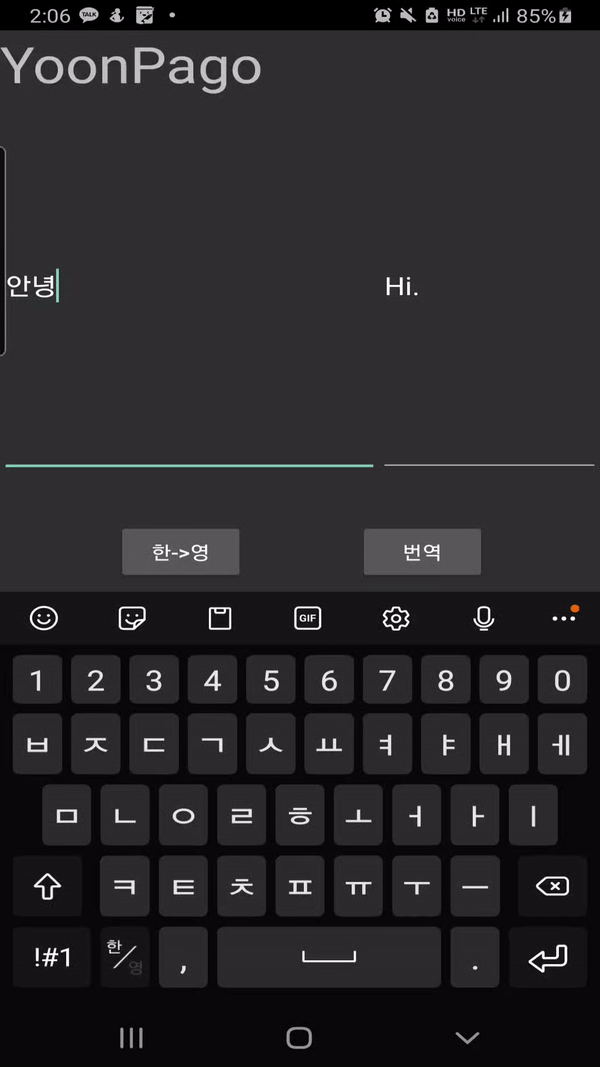 2:06 TALK HD voice LTE 85%
YoonPago
안녕 Hi.
한->영 번역
GIF
1 2 3 4 5 6 7 8 9 0
ㅂ ㅈ ㄷ ㄱ ㅅ ㅛ ㅕ ㅑ ㅐ ㅔ
ㅁ ㄴ ㅇ ㄹ ㅎ ㅗ ㅓ ㅏ ㅣ
ㅋ ㅌ ㅊ ㅍ ㅠ ㅜ ㅡ
!#1 한/영 , .